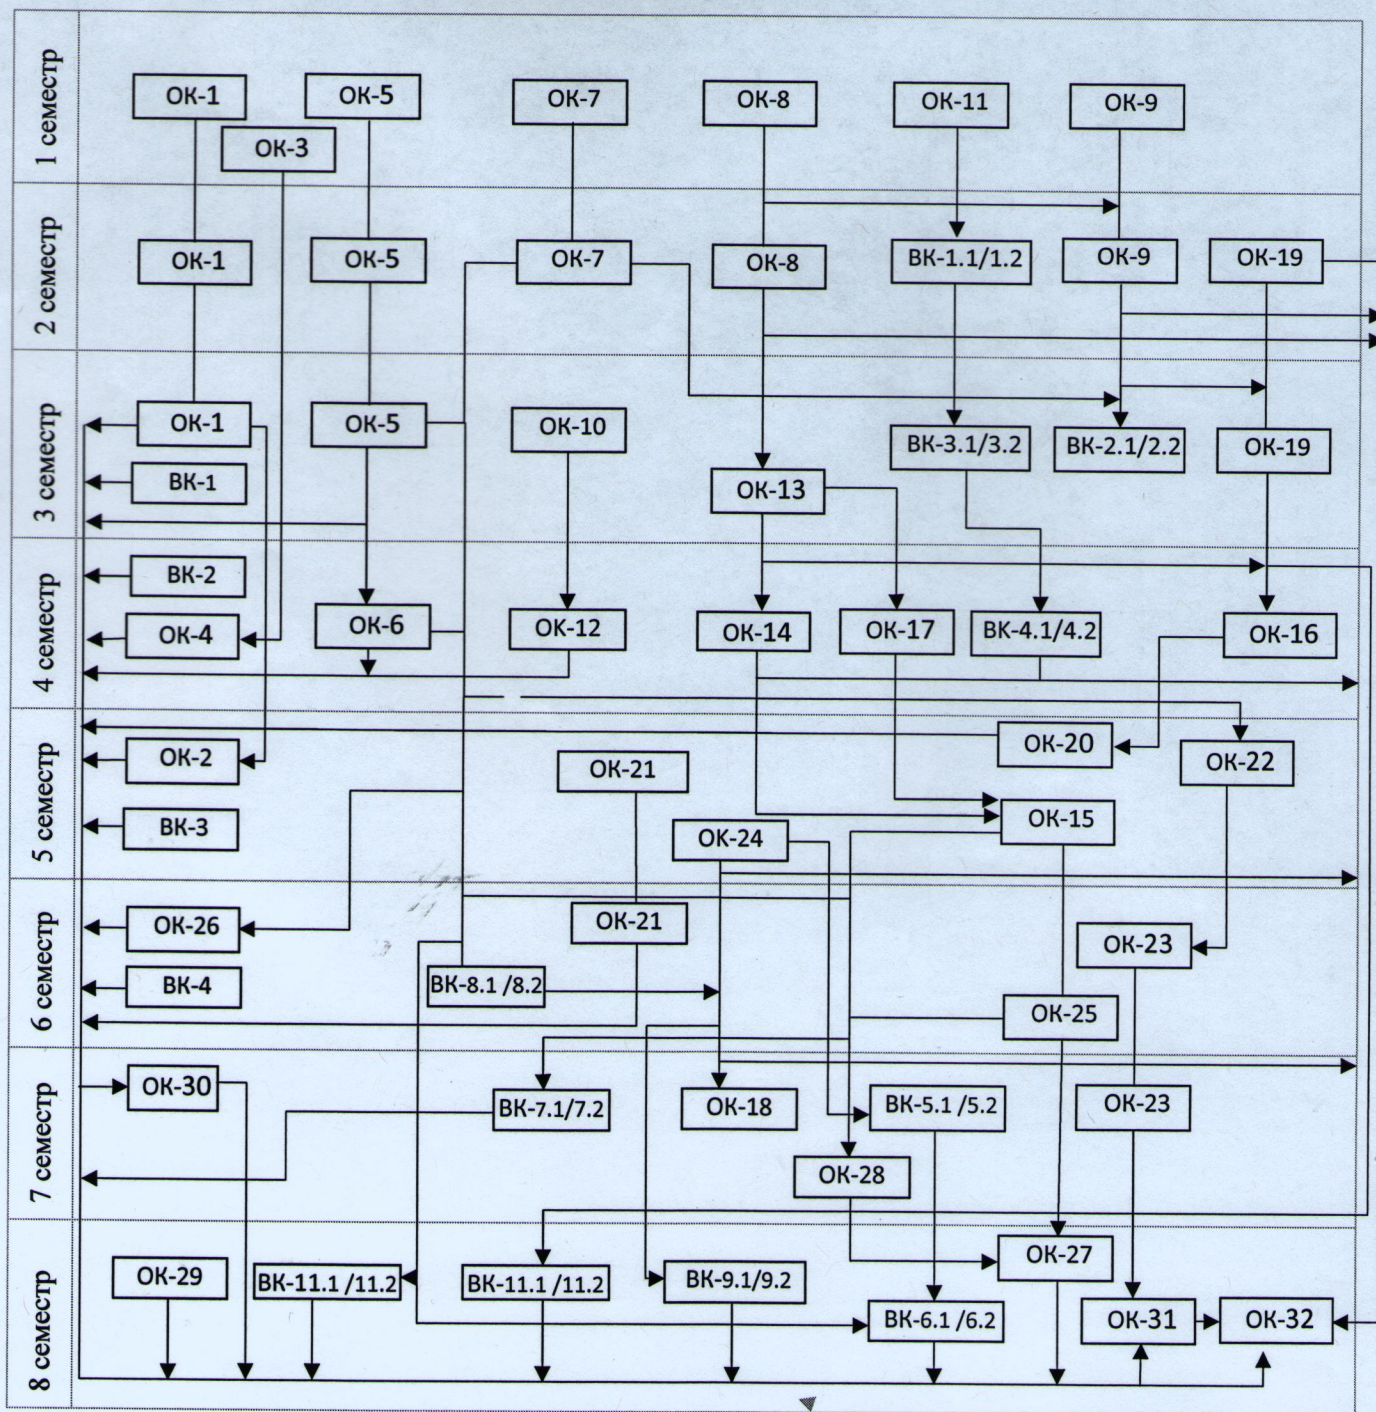 1 семестр
ОК-1
ОК-5
ОК-7
ОК-8
ОК-11
ОК-9
ОК-3
2 семестр
ОК-1
ОК-5
ОК-7
ОК-8
ВК-1.1/1.2
ОК-9
ОК-19
3 семестр
ОК-1
ОК-5
ОК-10
ВК-3.1/3.2
ВК-2.1/2.2
ОК-19
ВК-1
ОК-13
4 семестр
ВК-2
ОК-4
ОК-6
ОК-12
ОК-14
ОК-17
ВК-4.1/4.2
ОК-16
5 семестр
ОК-2
ОК-21
ОК-20
ОК-22
ВК-3
ОК-24
ОК-15
6 семестр
ОК-26
ОК-21
ОК-23
ВК-4
ВК-8.1 /8.2
ОК-25
7 семестр
ОК-30
ВК-7.1/7.2
ОК-18
ВК-5.1 /5.2
ОК-23
ОК-28
8 семестр
ОК-29
ВК-11.1 /11.2
ВК-11.1 /11.2
ВК-9.1/9.2
ОК-27
ВК-6.1 /6.2
ОК-31
ОК-32